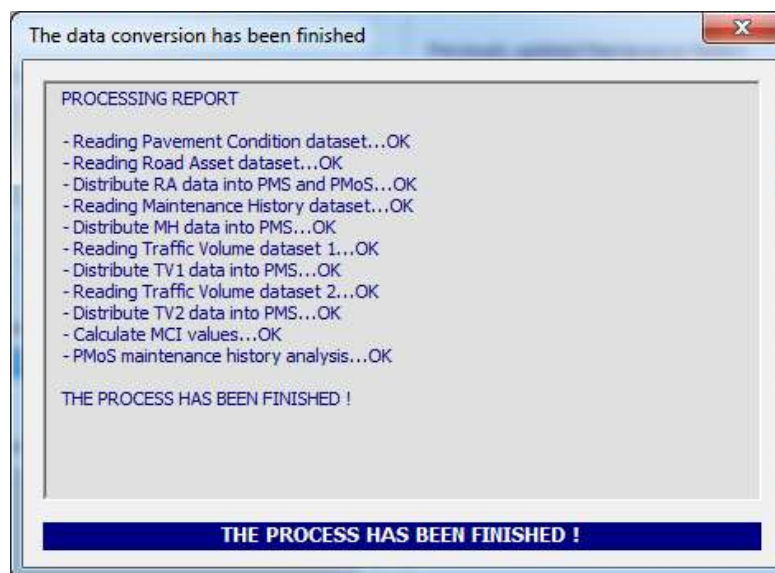 The data conversion has been finished
x
PROCESSING REPORT
- Reading Pavement Condition dataset...OK
- Reading Road Asset dataset...OK
- Distribute RA data into PMS and PMoS...OK
- Reading Maintenance History dataset...OK
- Distribute MH data into PMS...OK
- Reading Traffic Volume dataset 1...OK
- Distribute TV1 data into PMS...OK
- Reading Traffic Volume dataset 2...OK
- Distribute TV2 data into PMS...OK
- Calculate MCI values...OK
- PMoS maintenance history analysis...OK
THE PROCESS HAS BEEN FINISHED !
THE PROCESS HAS BEEN FINISHED !